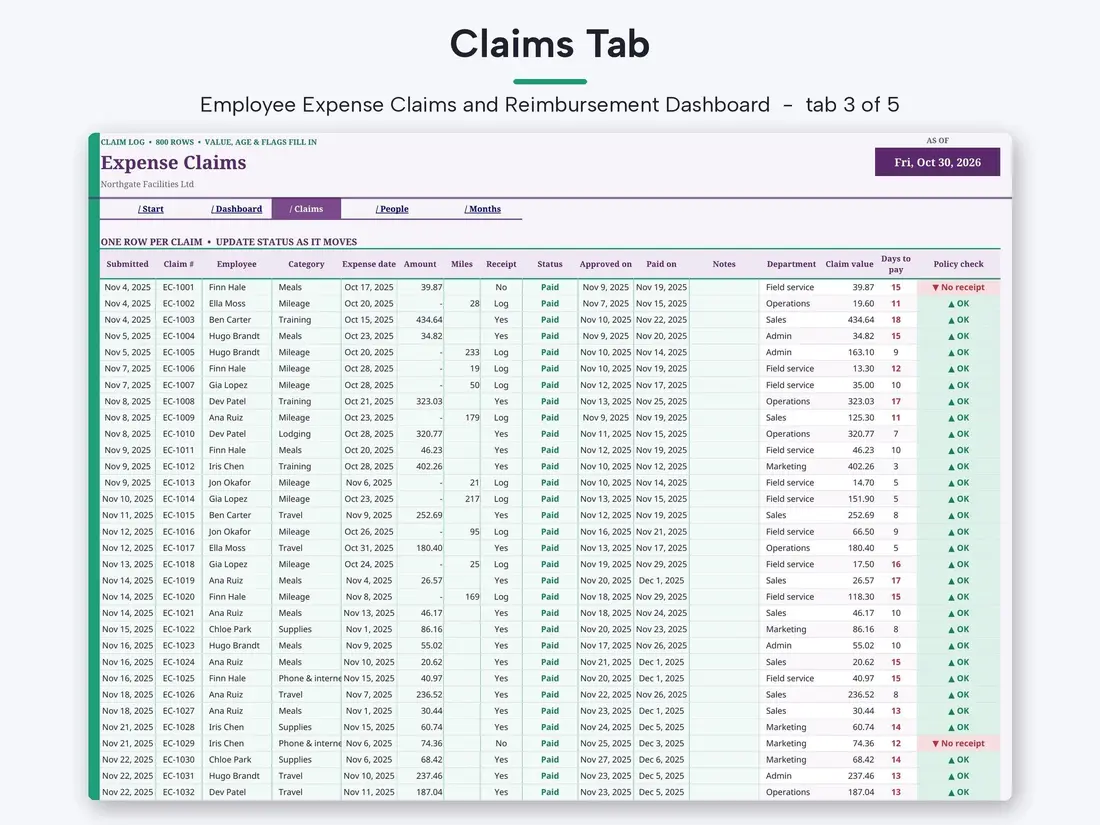 Claims Tab
Employee Expense Claims and Reimbursement Dashboard - tab 3 of 5
CLAIM LOG • 800 ROWS • VALUE, AGE & FLAGS FILL IN
AS OF
Expense Claims
Fri, Oct 30, 2026
Northgate Facilities Ltd
/ Start / Dashboard / Claims / People / Months
ONE ROW PER CLAIM • UPDATE STATUS AS IT MOVES
Submitted Claim # Employee Category Expense date Amount Miles Receipt Status Approved on Paid on Notes Department Claim value Days to pay Policy check
Nov 4, 2025 EC-1001 Finn Hale Meals Oct 17, 2025 39.87 No Paid Nov 9, 2025 Nov 19, 2025 Field service 39.87 15 ▼ No receipt
Nov 4, 2025 EC-1002 Ella Moss Mileage Oct 20, 2025 - 28 Log Paid Nov 7, 2025 Nov 15, 2025 Operations 19.60 11 ▲ OK
Nov 4, 2025 EC-1003 Ben Carter Training Oct 15, 2025 434.64 Yes Paid Nov 10, 2025 Nov 22, 2025 Sales 434.64 18 ▲ OK
Nov 5, 2025 EC-1004 Hugo Brandt Meals Oct 23, 2025 34.82 Yes Paid Nov 9, 2025 Nov 20, 2025 Admin 34.82 15 ▲ OK
Nov 5, 2025 EC-1005 Hugo Brandt Mileage Oct 20, 2025 - 233 Log Paid Nov 10, 2025 Nov 14, 2025 Admin 163.10 9 ▲ OK
Nov 7, 2025 EC-1006 Finn Hale Mileage Oct 28, 2025 - 19 Log Paid Nov 10, 2025 Nov 19, 2025 Field service 13.30 12 ▲ OK
Nov 7, 2025 EC-1007 Gia Lopez Mileage Oct 28, 2025 - 50 Log Paid Nov 12, 2025 Nov 17, 2025 Field service 35.00 10 ▲ OK
Nov 8, 2025 EC-1008 Dev Patel Training Oct 21, 2025 323.03 Yes Paid Nov 13, 2025 Nov 25, 2025 Operations 323.03 17 ▲ OK
Nov 8, 2025 EC-1009 Ana Ruiz Mileage Oct 23, 2025 - 179 Log Paid Nov 9, 2025 Nov 19, 2025 Sales 125.30 11 ▲ OK
Nov 8, 2025 EC-1010 Dev Patel Lodging Oct 28, 2025 320.77 Yes Paid Nov 11, 2025 Nov 15, 2025 Operations 320.77 7 ▲ OK
Nov 9, 2025 EC-1011 Finn Hale Meals Oct 20, 2025 46.23 Yes Paid Nov 12, 2025 Nov 19, 2025 Field service 46.23 10 ▲ OK
Nov 9, 2025 EC-1012 Iris Chen Training Oct 28, 2025 402.26 Yes Paid Nov 10, 2025 Nov 12, 2025 Marketing 402.26 3 ▲ OK
Nov 9, 2025 EC-1013 Jon Okafor Mileage Nov 6, 2025 - 21 Log Paid Nov 10, 2025 Nov 14, 2025 Field service 14.70 5 ▲ OK
Nov 10, 2025 EC-1014 Gia Lopez Mileage Oct 23, 2025 - 217 Log Paid Nov 13, 2025 Nov 15, 2025 Field service 151.90 5 ▲ OK
Nov 11, 2025 EC-1015 Ben Carter Travel Nov 9, 2025 252.69 Yes Paid Nov 12, 2025 Nov 19, 2025 Sales 252.69 8 ▲ OK
Nov 12, 2025 EC-1016 Jon Okafor Mileage Oct 26, 2025 - 95 Log Paid Nov 16, 2025 Nov 21, 2025 Field service 66.50 9 ▲ OK
Nov 12, 2025 EC-1017 Ella Moss Travel Oct 31, 2025 180.40 Yes Paid Nov 13, 2025 Nov 17, 2025 Operations 180.40 5 ▲ OK
Nov 13, 2025 EC-1018 Gia Lopez Mileage Oct 24, 2025 - 25 Log Paid Nov 19, 2025 Nov 29, 2025 Field service 17.50 16 ▲ OK
Nov 14, 2025 EC-1019 Ana Ruiz Meals Nov 4, 2025 26.57 Yes Paid Nov 20, 2025 Dec 1, 2025 Sales 26.57 17 ▲ OK
Nov 14, 2025 EC-1020 Finn Hale Mileage Nov 8, 2025 - 169 Log Paid Nov 18, 2025 Nov 29, 2025 Field service 118.30 15 ▲ OK
Nov 14, 2025 EC-1021 Ana Ruiz Meals Nov 13, 2025 46.17 Yes Paid Nov 18, 2025 Nov 24, 2025 Sales 46.17 10 ▲ OK
Nov 15, 2025 EC-1022 Chloe Park Supplies Nov 1, 2025 86.16 Yes Paid Nov 20, 2025 Nov 23, 2025 Marketing 86.16 8 ▲ OK
Nov 16, 2025 EC-1023 Hugo Brandt Meals Nov 9, 2025 55.02 Yes Paid Nov 17, 2025 Nov 26, 2025 Admin 55.02 10 ▲ OK
Nov 16, 2025 EC-1024 Ana Ruiz Meals Nov 10, 2025 20.62 Yes Paid Nov 21, 2025 Dec 1, 2025 Sales 20.62 15 ▲ OK
Nov 16, 2025 EC-1025 Finn Hale Phone & interne Nov 15, 2025 40.97 Yes Paid Nov 20, 2025 Dec 1, 2025 Field service 40.97 15 ▲ OK
Nov 18, 2025 EC-1026 Ana Ruiz Travel Nov 7, 2025 236.52 Yes Paid Nov 22, 2025 Nov 26, 2025 Sales 236.52 8 ▲ OK
Nov 18, 2025 EC-1027 Ana Ruiz Meals Nov 1, 2025 30.44 Yes Paid Nov 23, 2025 Dec 1, 2025 Sales 30.44 13 ▲ OK
Nov 21, 2025 EC-1028 Iris Chen Supplies Nov 15, 2025 60.74 Yes Paid Nov 24, 2025 Dec 5, 2025 Marketing 60.74 14 ▲ OK
Nov 21, 2025 EC-1029 Iris Chen Phone & interne Nov 6, 2025 74.36 No Paid Nov 25, 2025 Dec 3, 2025 Marketing 74.36 12 ▼ No receipt
Nov 22, 2025 EC-1030 Chloe Park Supplies Nov 6, 2025 68.42 Yes Paid Nov 27, 2025 Dec 6, 2025 Marketing 68.42 14 ▲ OK
Nov 22, 2025 EC-1031 Hugo Brandt Travel Nov 10, 2025 237.46 Yes Paid Nov 23, 2025 Dec 5, 2025 Admin 237.46 13 ▲ OK
Nov 22, 2025 EC-1032 Dev Patel Travel Nov 11, 2025 187.04 Yes Paid Nov 23, 2025 Dec 5, 2025 Operations 187.04 13 ▲ OK